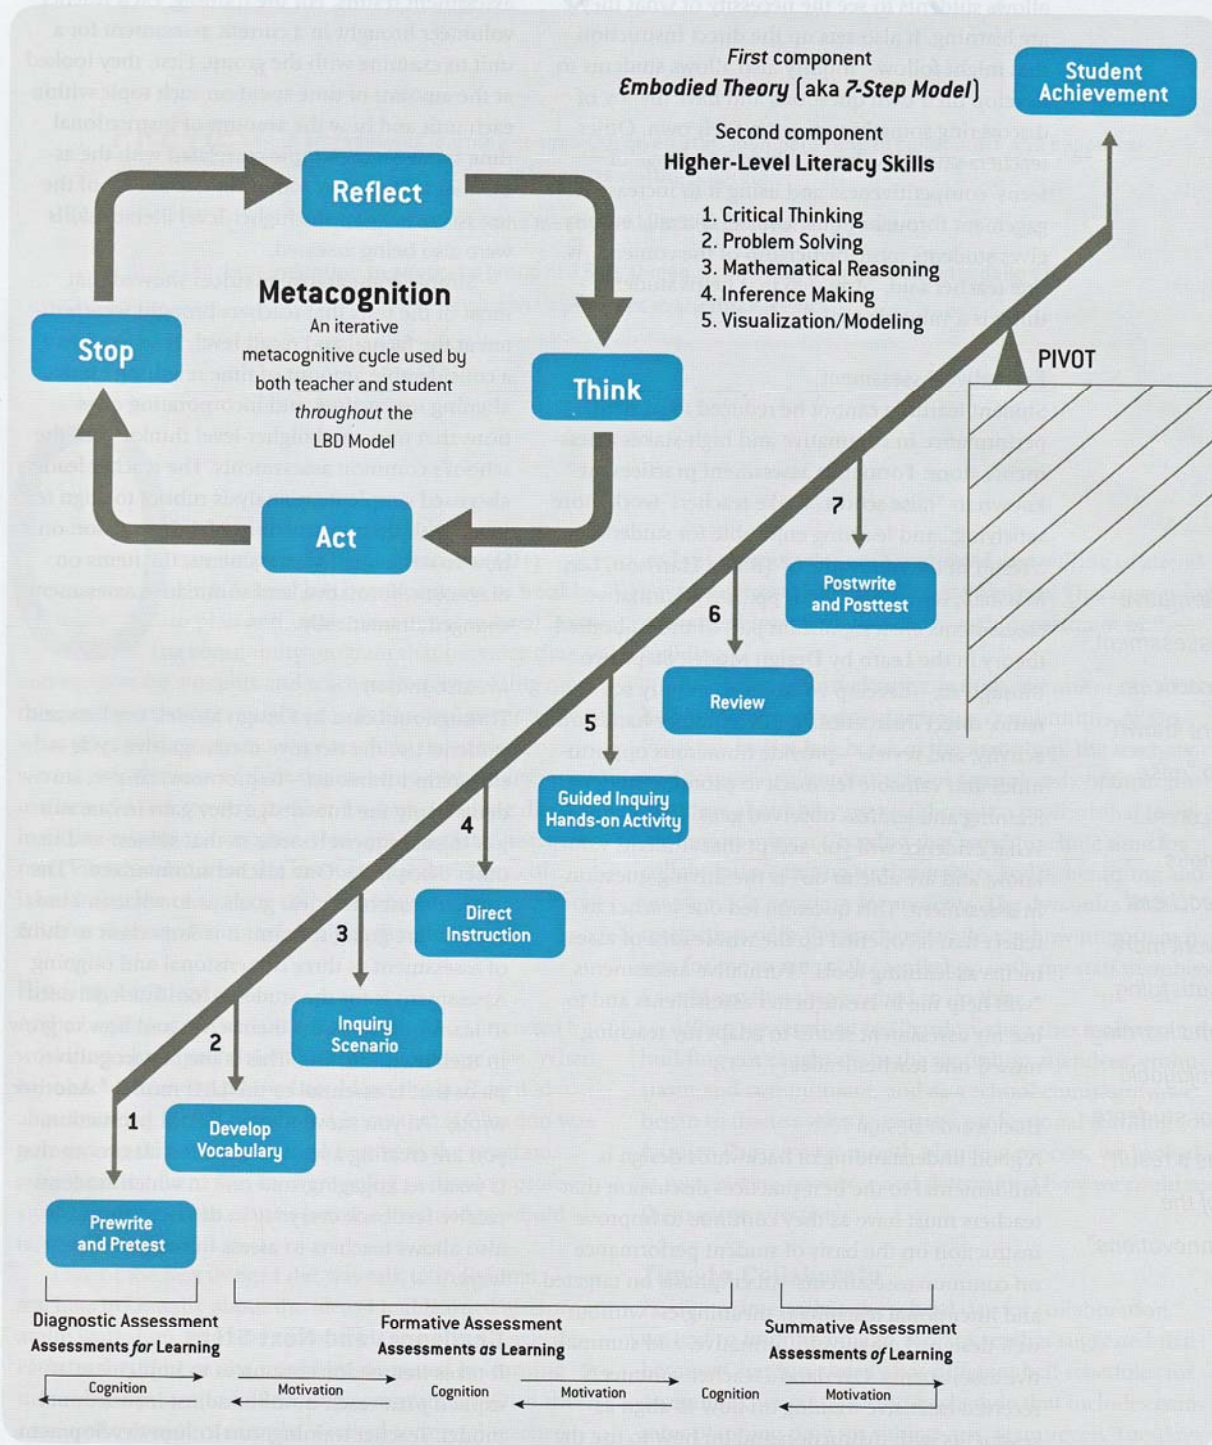 First component
Embodied Theory (aka 7-Step Model)
Second component
Higher-Level Literacy Skills
1. Critical Thinking
2. Problem Solving
3. Mathematical Reasoning
4. Inference Making
5. Visualization/Modeling
Student
Achievement
Reflect
Metacognition
An iterative
metacognitive cycle used by
both teacher and student
throughout the
LBD Model
Stop
Think
Act
PIVOT
7
Postwrite
and Posttest
6
Review
5
Guided Inquiry
Hands-on Activity
4
Direct
Instruction
3
Inquiry
Scenario
2
Develop
Vocabulary
1
Prewrite
and Pretest
Diagnostic Assessment
Assessments for Learning
Formative Assessment
Assessments as Learning
Summative Assessment
Assessments of Learning
Cognition
Motivation
Cognition
Motivation
Cognition
Motivation